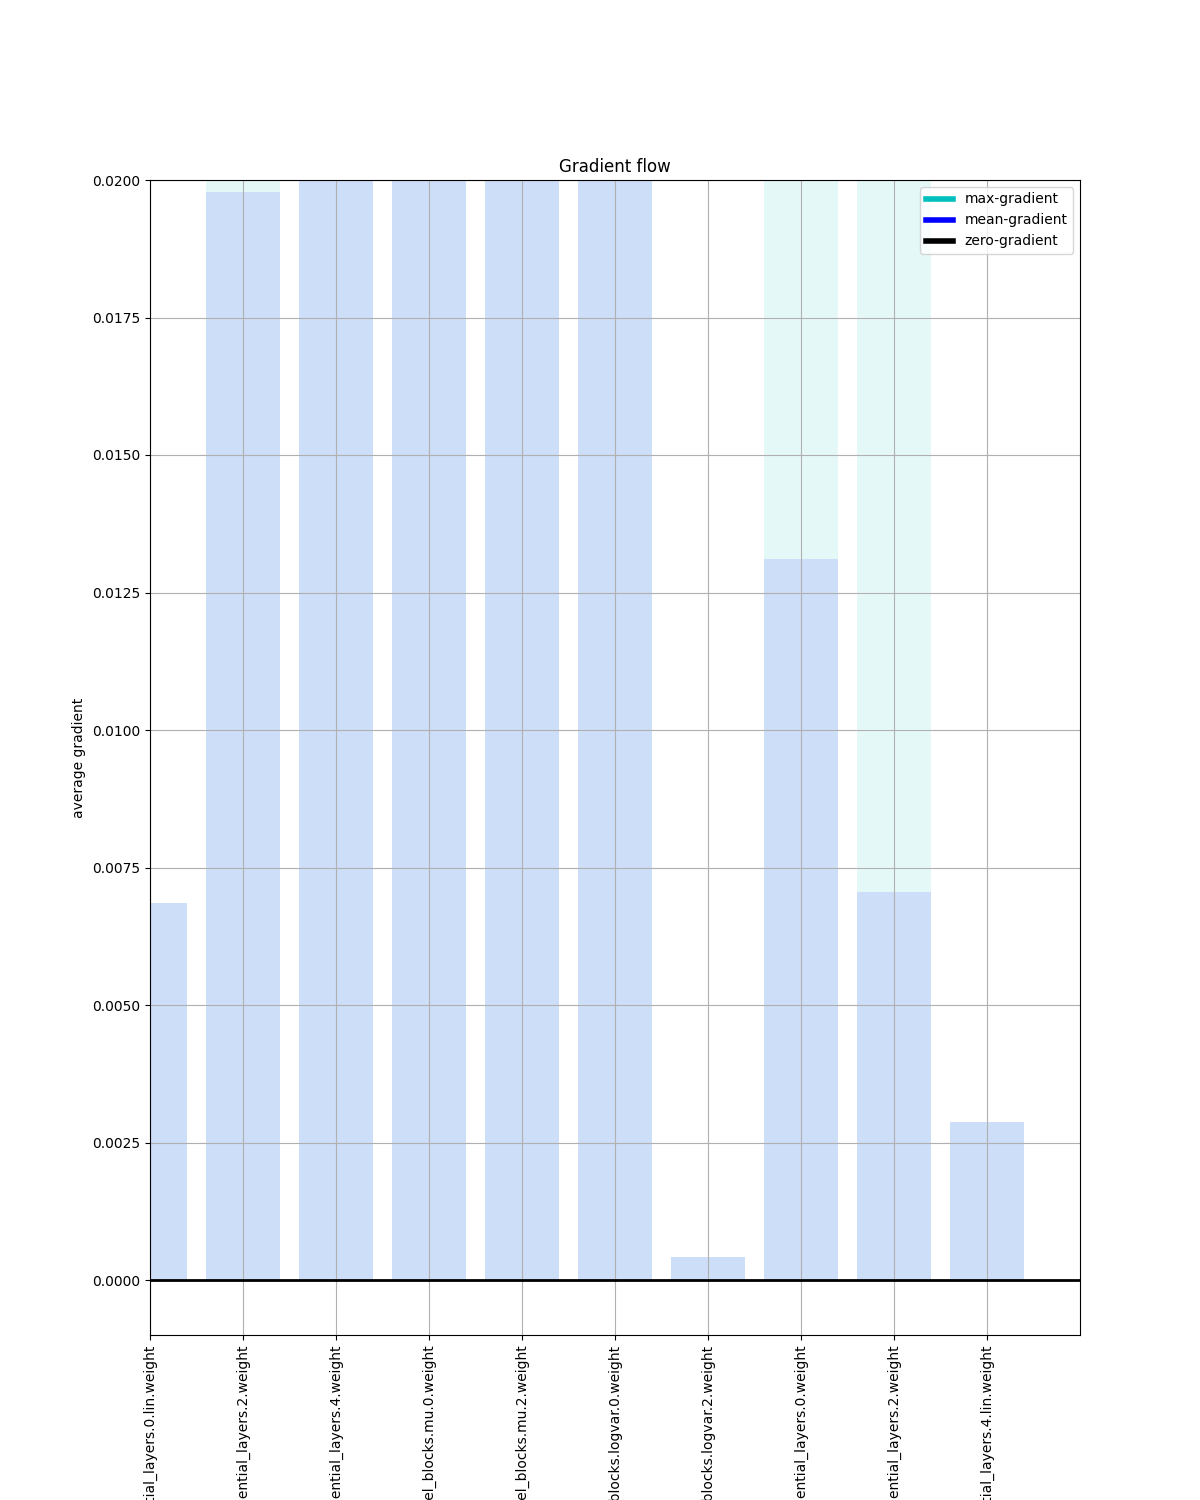 Gradient flow
max-gradient
mean-gradient
zero-gradient
0.0200
0.0175
0.0150
0.0125
0.0100
0.0075
0.0050
0.0025
0.0000
average gradient
tial_layers.0.lin.weight
ential_layers.2.weight
ential_layers.4.weight
el_blocks.mu.0.weight
el_blocks.mu.2.weight
blocks.logvar.0.weight
blocks.logvar.2.weight
ential_layers.0.weight
ential_layers.2.weight
tial_layers.4.lin.weight